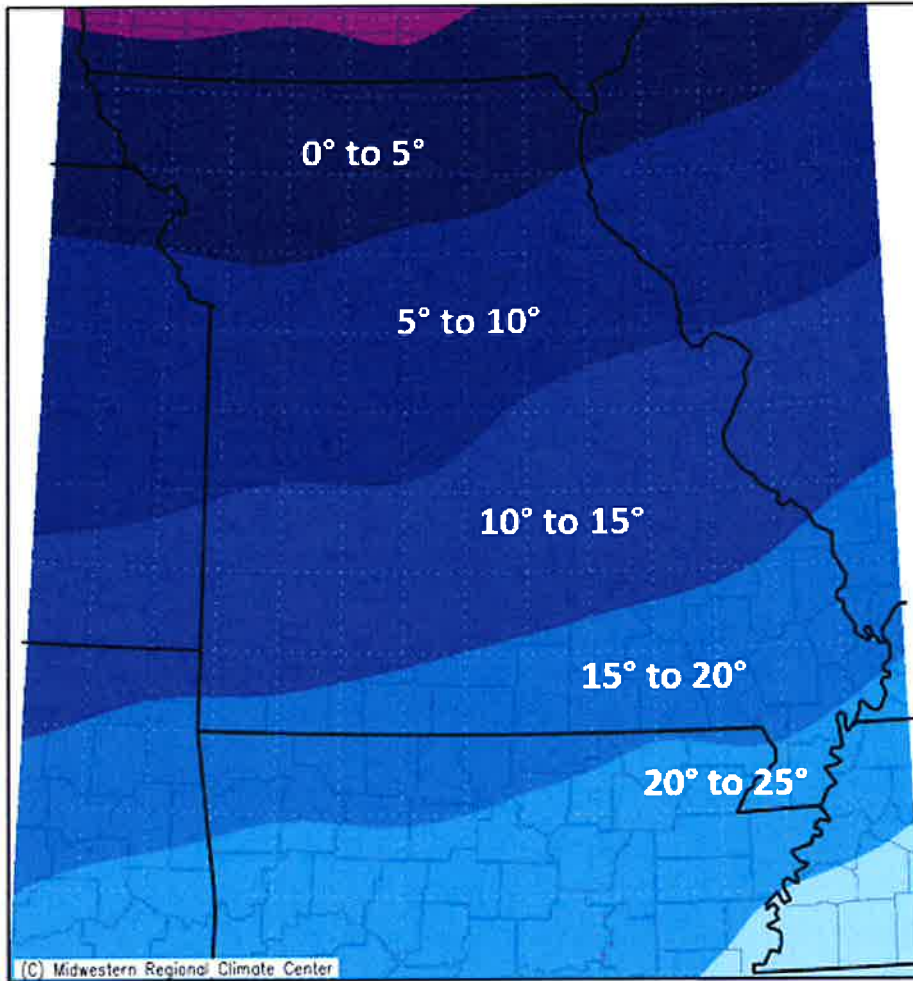 0° to 5°
5° to 10°
10° to 15°
15° to 20°
20° to 25°
(C) Midwestern Regional Climate Center